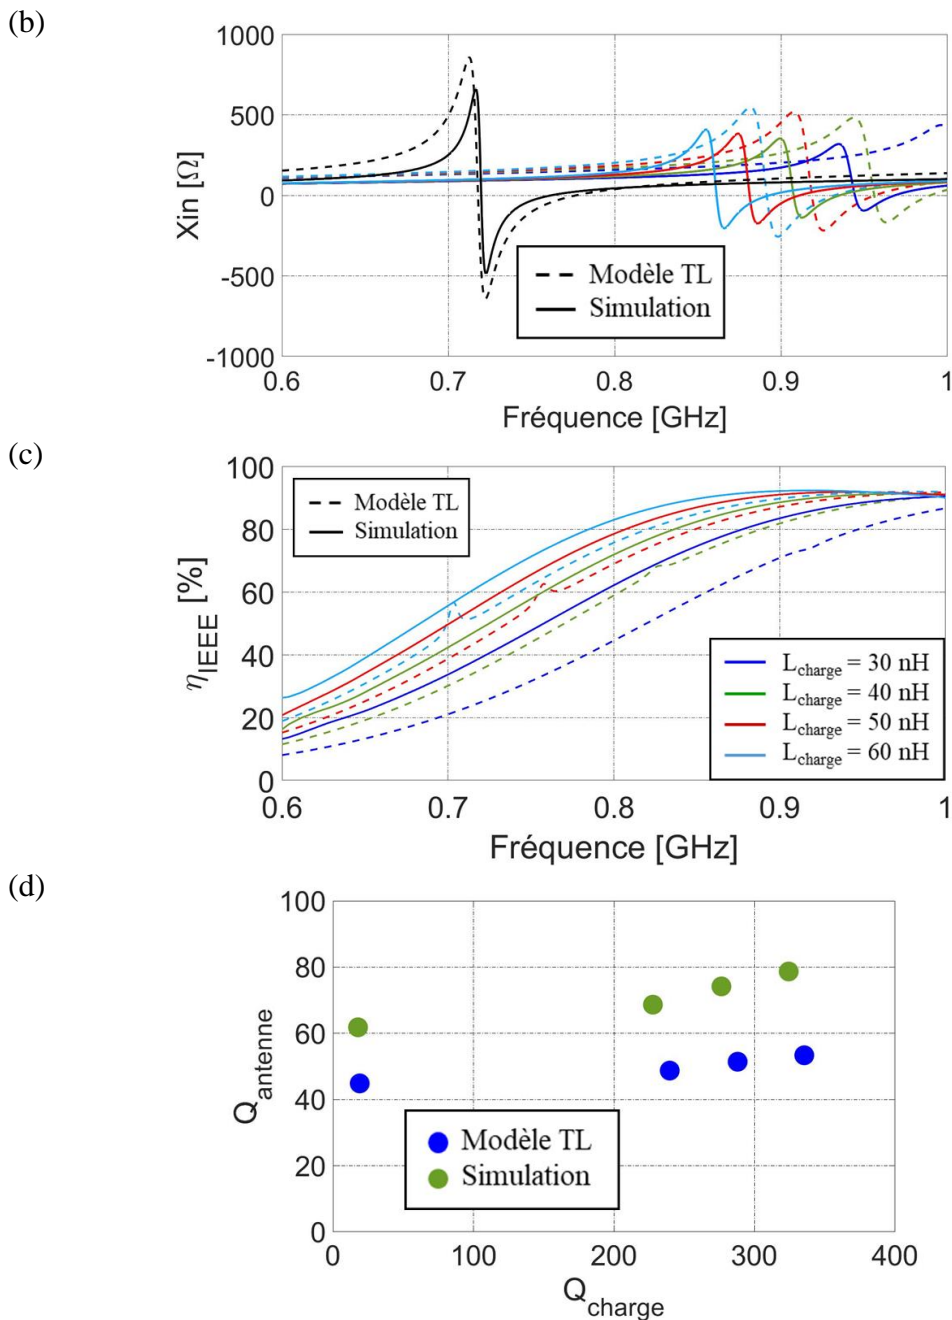 (b)
1000
500
0
-500
-1000
Xin [Ω]
Modèle TL
Simulation
0.6 0.7 0.8 0.9 1
Fréquence [GHz]
(c)
100
80
60
40
20
0
ηIEEE [%]
Modèle TL
Simulation
Lcharge = 30 nH
Lcharge = 40 nH
Lcharge = 50 nH
Lcharge = 60 nH
0.6 0.7 0.8 0.9 1
Fréquence [GHz]
(d)
100
80
60
40
20
0
Qantenne
Modèle TL
Simulation
0 100 200 300 400
Qcharge